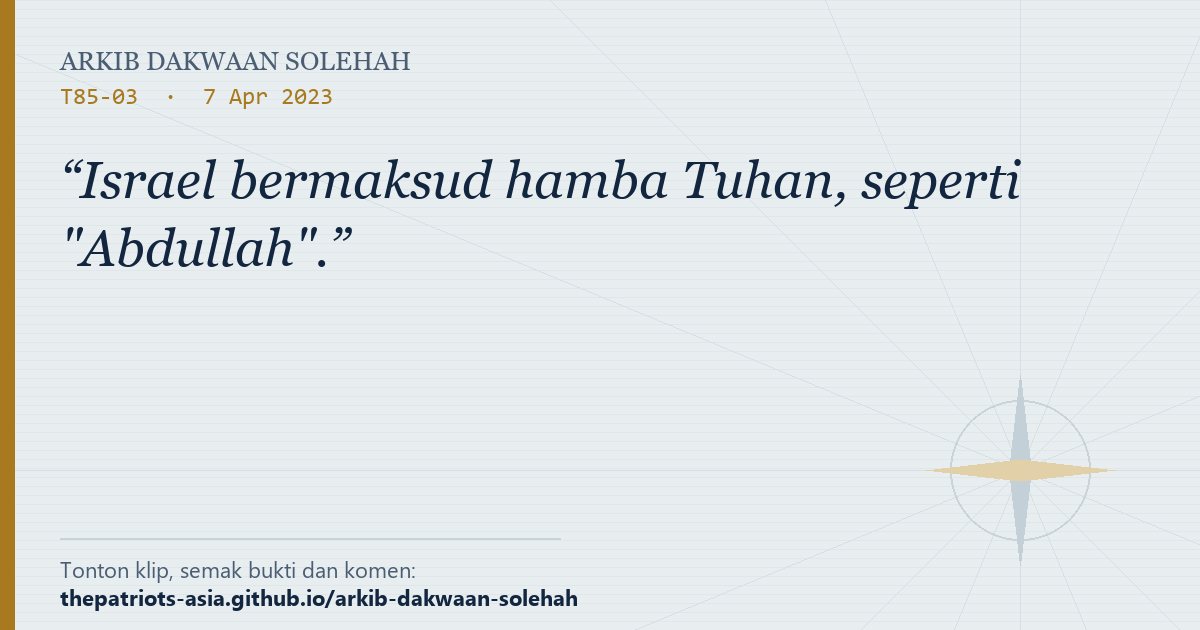 ARKIB DAKWAAN SOLEHAH
T85-03 · 7 Apr 2023
“Israel bermaksud hamba Tuhan, seperti
"Abdullah".”
Tonton klip, semak bukti dan komen:
thepatriots-asia.github.io/arkib-dakwaan-solehah